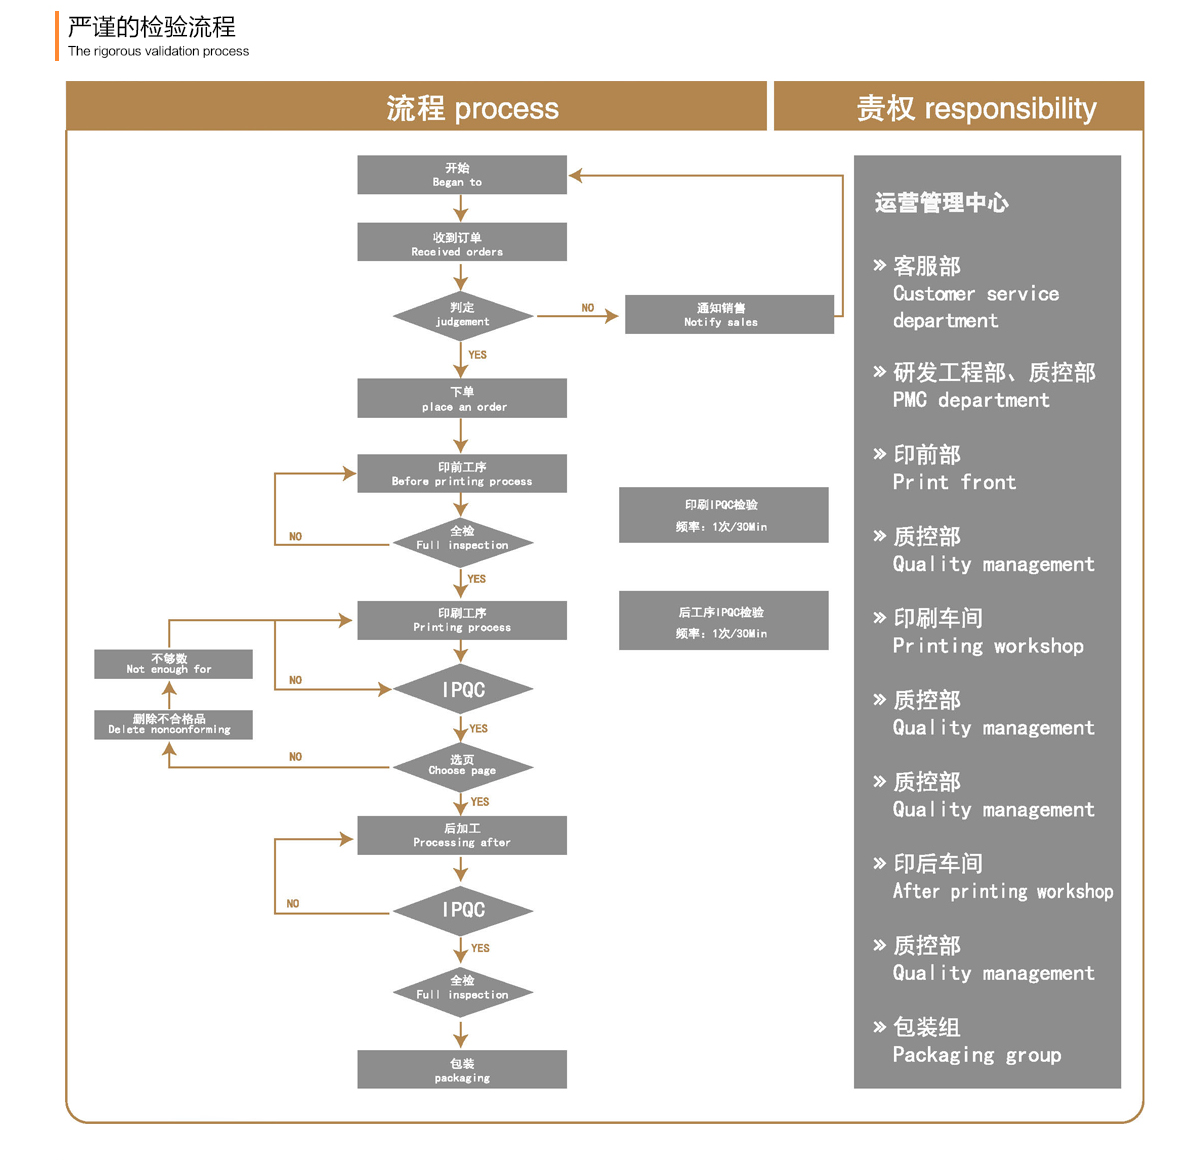 严谨的检验流程
The rigorous validation process
流程 process
责权 responsibility
开始
Began to
收到订单
Received orders
判定
judgement
NO
通知销售
Notify sales
YES
下单
place an order
印前工序
Before printing process
全检
Full inspection
NO
YES
印刷IPQC检验
频率：1次/30Min
印刷工序
Printing process
后工序IPQC检验
频率：1次/30Min
不够数
Not enough for
NO
IPQC
删除不合格品
Delete nonconforming
YES
NO
选页
Choose page
YES
后加工
Processing after
NO
IPQC
YES
全检
Full inspection
包装
packaging
运营管理中心
» 客服部
Customer service
department
» 研发工程部、质控部
PMC department
» 印前部
Print front
» 质控部
Quality management
» 印刷车间
Printing workshop
» 质控部
Quality management
» 质控部
Quality management
» 印后车间
After printing workshop
» 质控部
Quality management
» 包装组
Packaging group